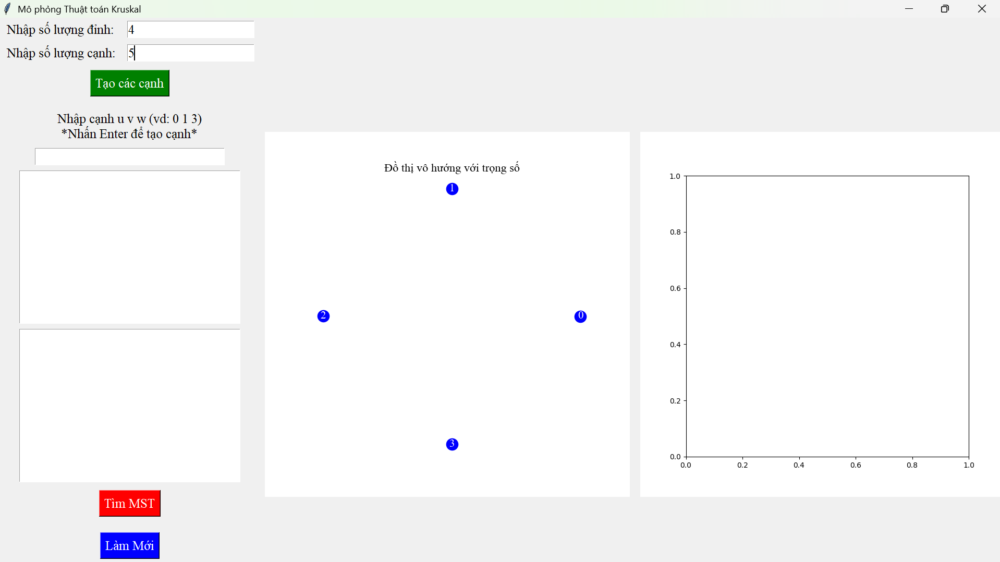 Mô phỏng Thuật toán Kruskal
Nhập số lượng đỉnh: 4
Nhập số lượng cạnh: 5
Tạo các cạnh
Nhập cạnh u v w (vd: 0 1 3)
*Nhấn Enter để tạo cạnh*
Tìm MST
Làm Mới
Đồ thị vô hướng với trọng số
1
2
0
3
1.0
0.8
0.6
0.4
0.2
0.0
0.0 0.2 0.4 0.6 0.8 1.0